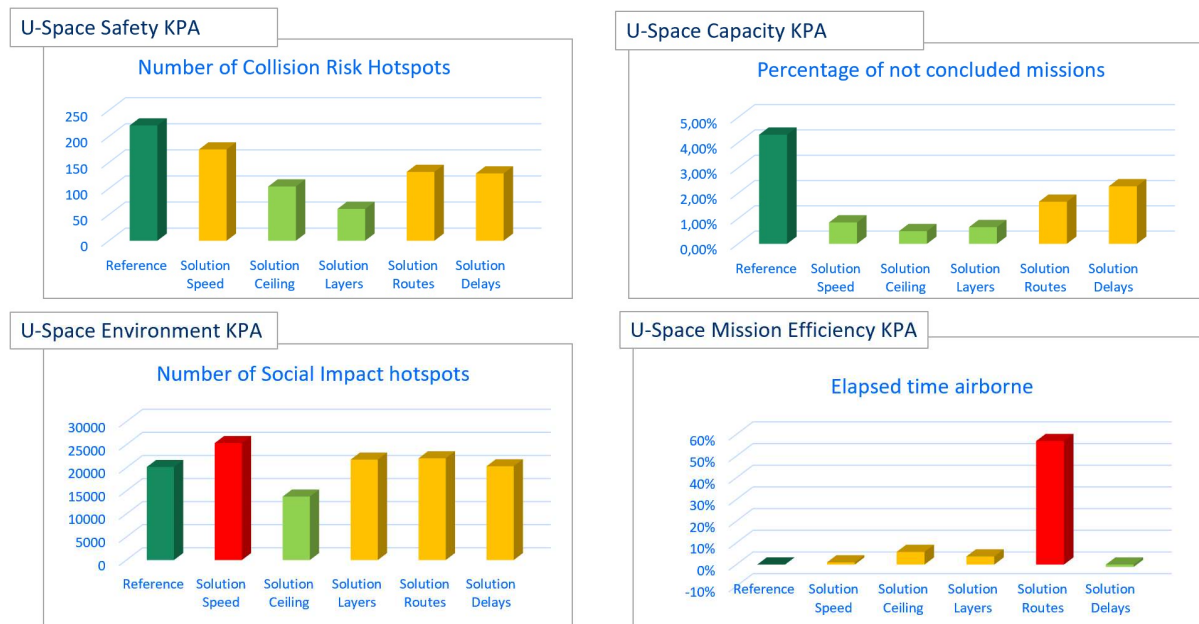 U-Space Safety KPA
Number of Collision Risk Hotspots
250
200
150
100
50
0
Reference
Solution Speed
Solution Ceiling
Solution Layers
Solution Routes
Solution Delays
U-Space Capacity KPA
Percentage of not concluded missions
5,00%
4,00%
3,00%
2,00%
1,00%
0,00%
Reference
Solution Speed
Solution Ceiling
Solution Layers
Solution Routes
Solution Delays
U-Space Environment KPA
Number of Social Impact hotspots
30000
25000
20000
15000
10000
5000
0
Reference
Solution Speed
Solution Ceiling
Solution Layers
Solution Routes
Solution Delays
U-Space Mission Efficiency KPA
Elapsed time airborne
60%
50%
40%
30%
20%
10%
0%
-10%
Reference
Solution Speed
Solution Ceiling
Solution Layers
Solution Routes
Solution Delays